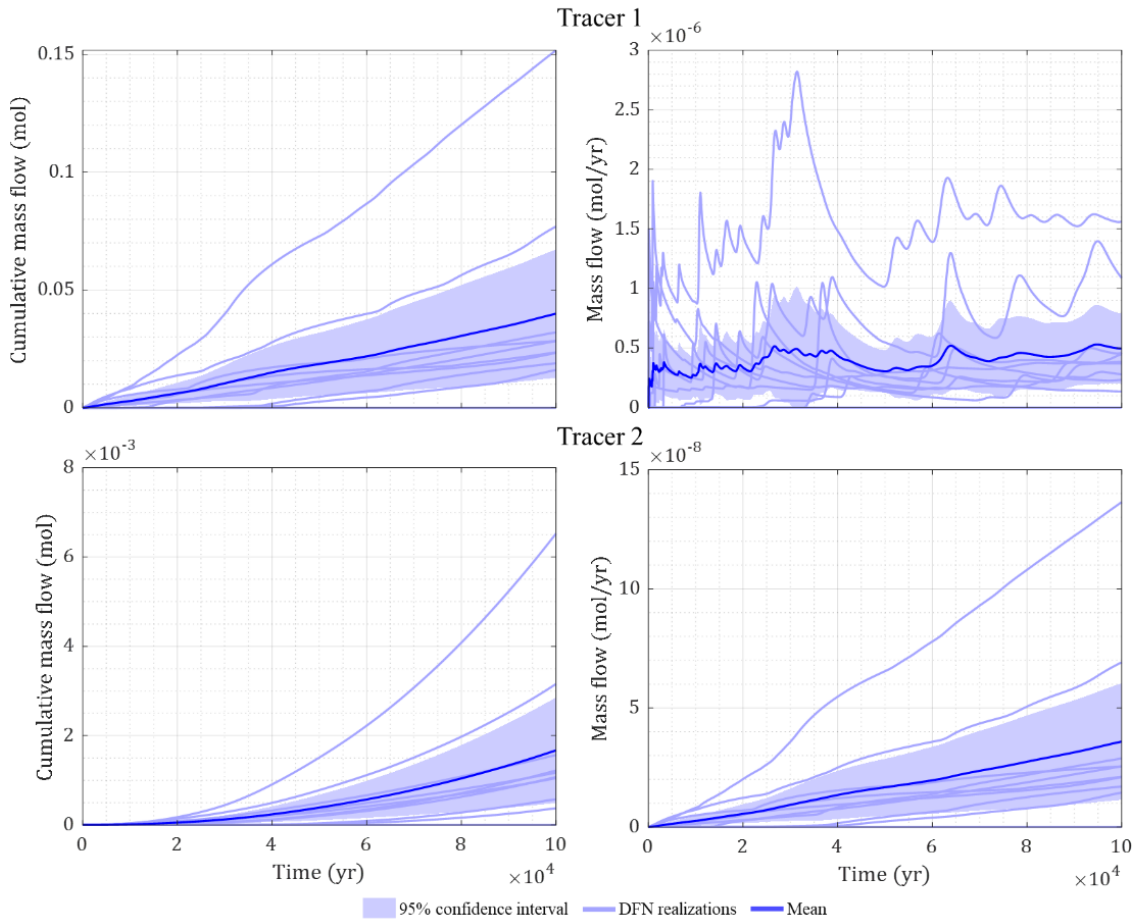 Tracer 1
Cumulative mass flow (mol)
0.15
0.1
0.05
0
×10⁻⁶
Mass flow (mol/yr)
3
2.5
2
1.5
1
0.5
0
Tracer 2
×10⁻³
Cumulative mass flow (mol)
8
6
4
2
0
0 2 4 6 8 10
Time (yr)
×10⁴
×10⁻⁸
Mass flow (mol/yr)
15
10
5
0
0 2 4 6 8 10
Time (yr)
×10⁴
95% confidence interval DFN realizations Mean